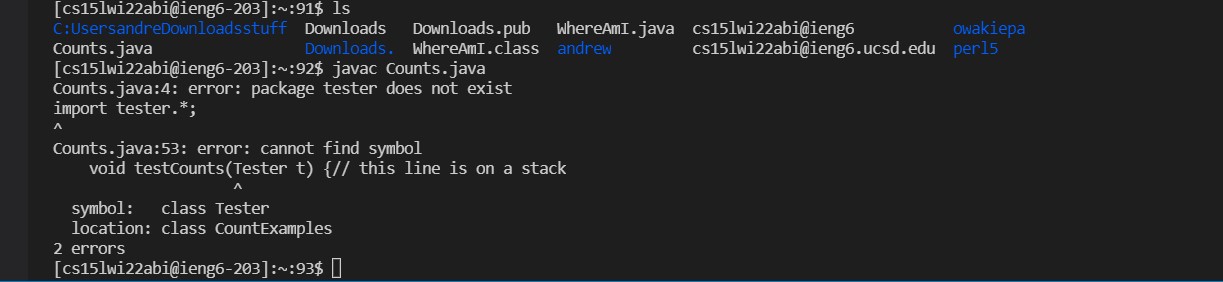 [cs15lwi22abi@ieng6-203]:~:91$ ls
C:UsersandreDownloadsstuff  Downloads   Downloads.pub   WhereAmI.java  cs15lwi22abi@ieng6           owakiepa
Counts.java                 Downloads.  WhereAmI.class  andrew         cs15lwi22abi@ieng6.ucsd.edu  perl5
[cs15lwi22abi@ieng6-203]:~:92$ javac Counts.java
Counts.java:4: error: package tester does not exist
import tester.*;
^
Counts.java:53: error: cannot find symbol
    void testCounts(Tester t) {// this line is on a stack
                    ^
  symbol:   class Tester
  location: class CountExamples
2 errors
[cs15lwi22abi@ieng6-203]:~:93$